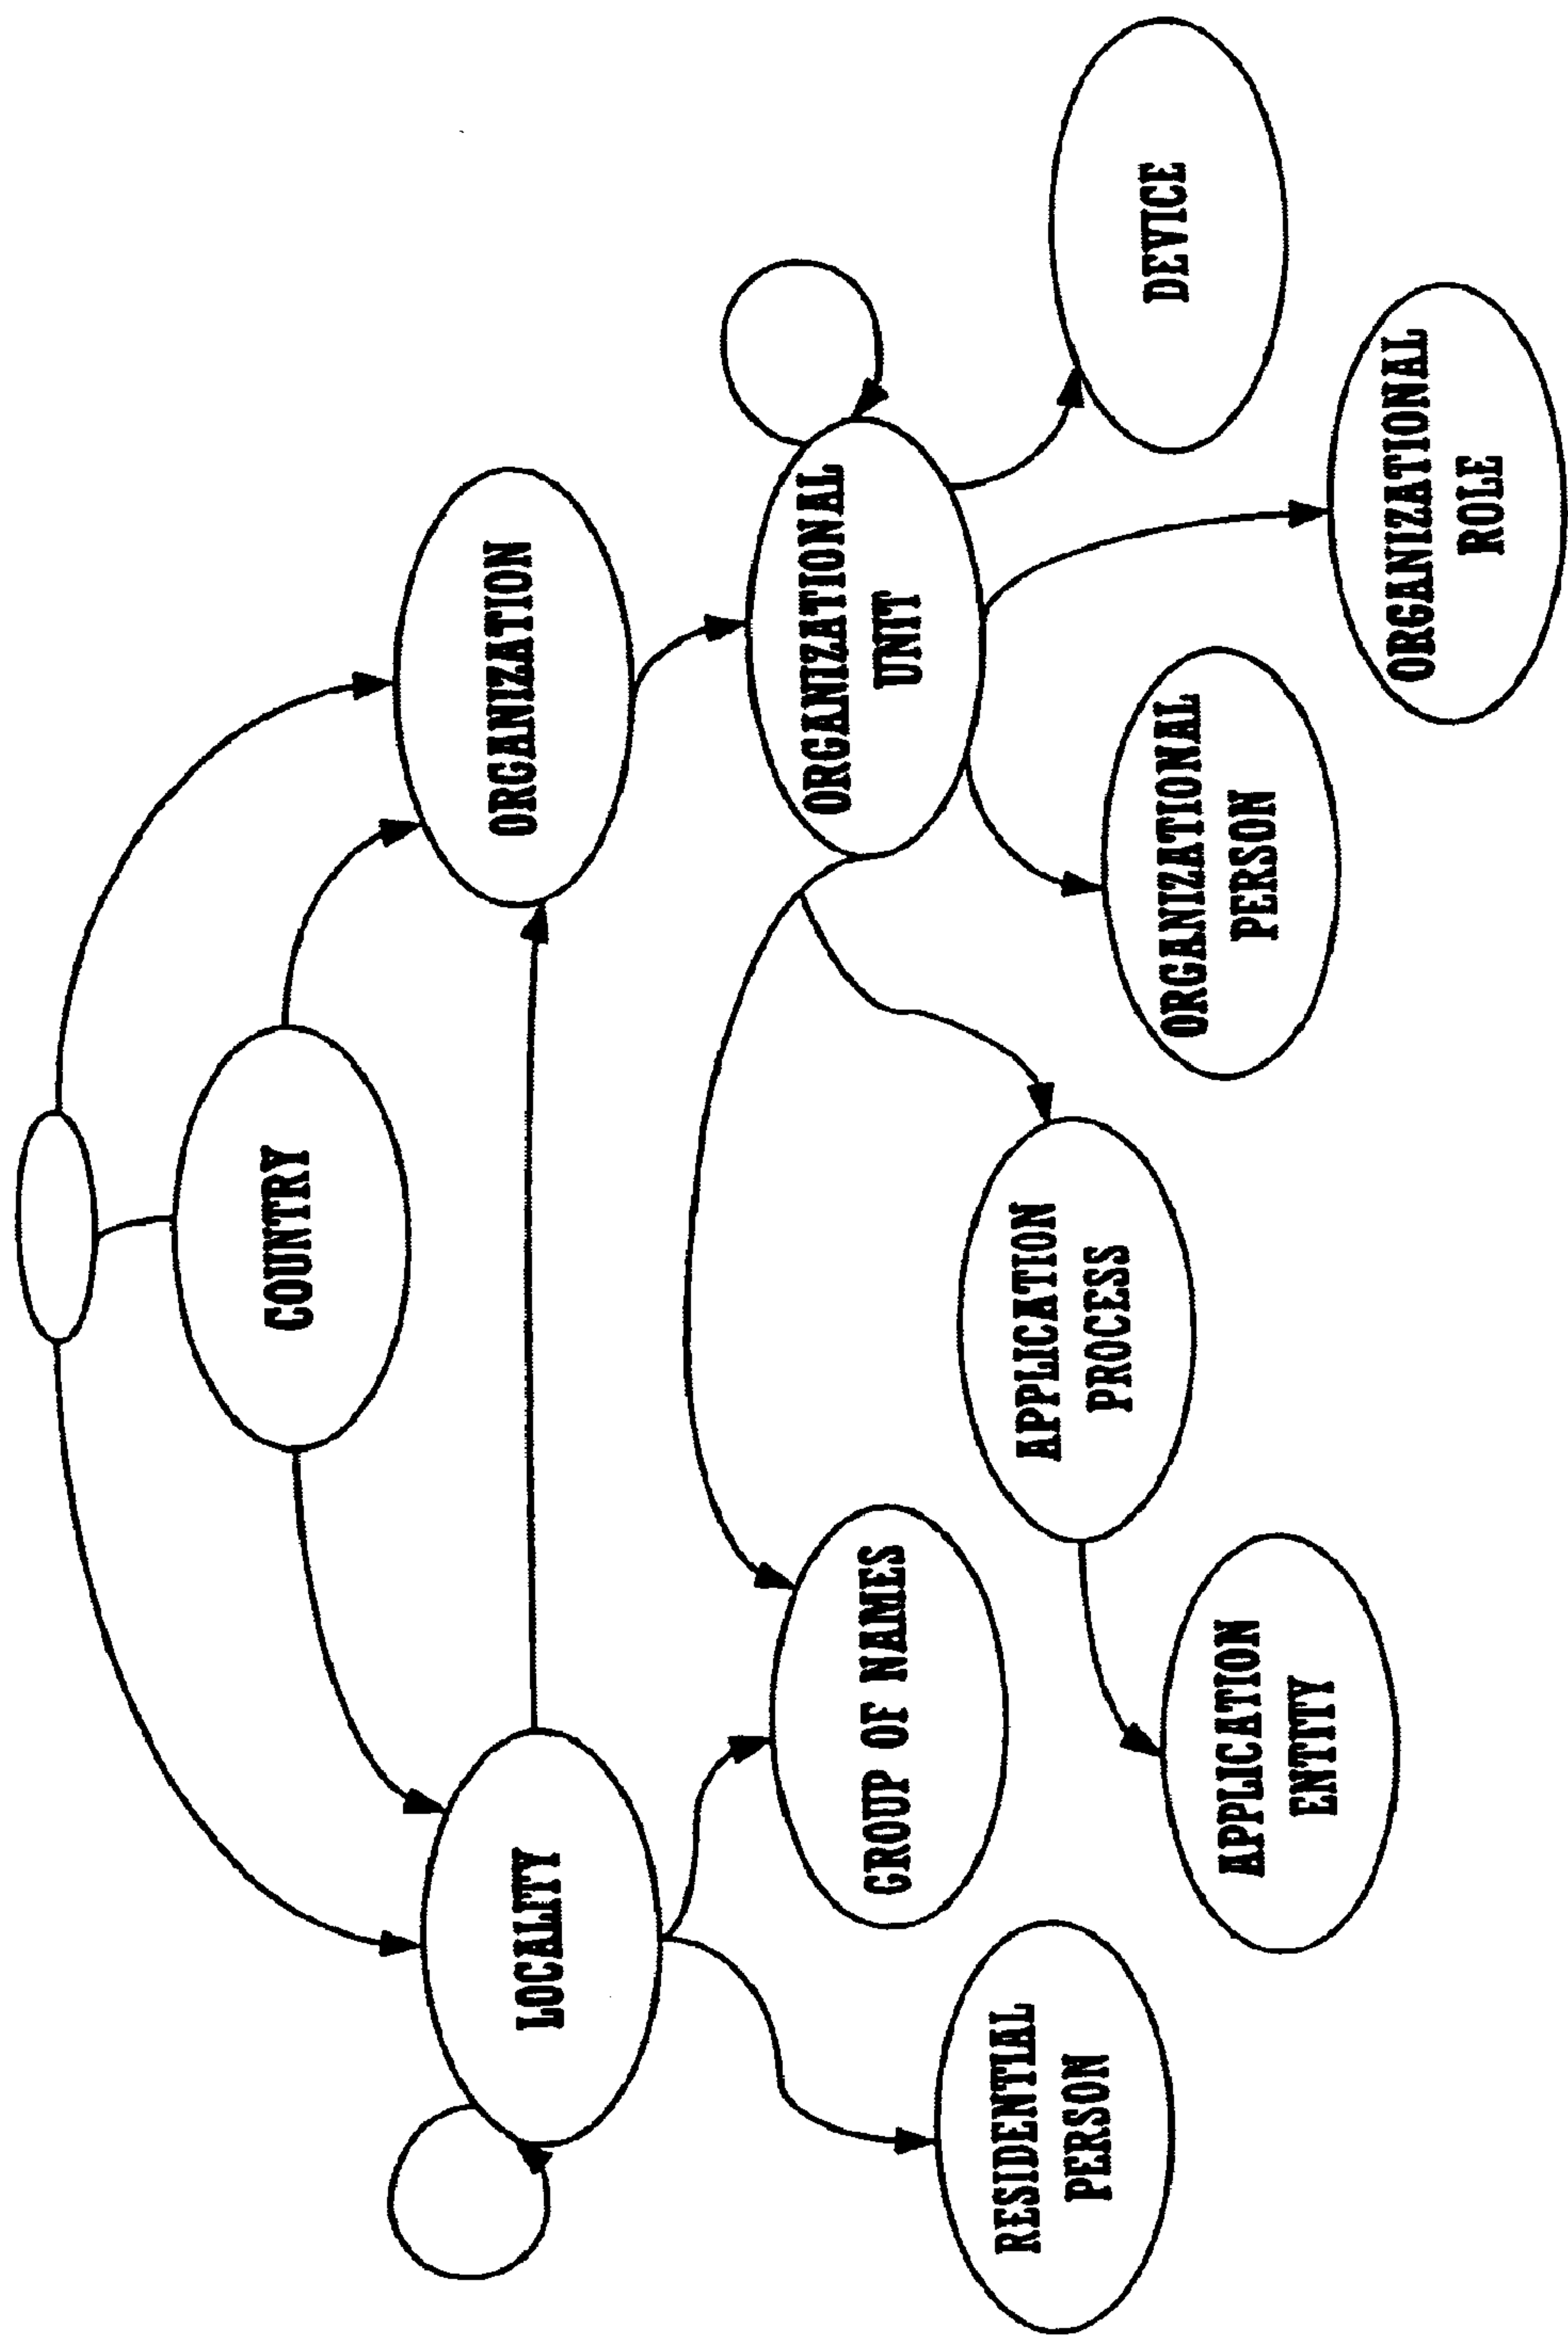 COUNTRY
LOCALITY
ORGANIZATION
GROUP OF NAMES
ORGANIZATIONAL
UNIT
RESIDENTIAL
PERSON
APPLICATION
PROCESS
APPLICATION
ENTITY
ORGANIZATIONAL
PERSON
ORGANIZATIONAL
ROLE
DEVICE